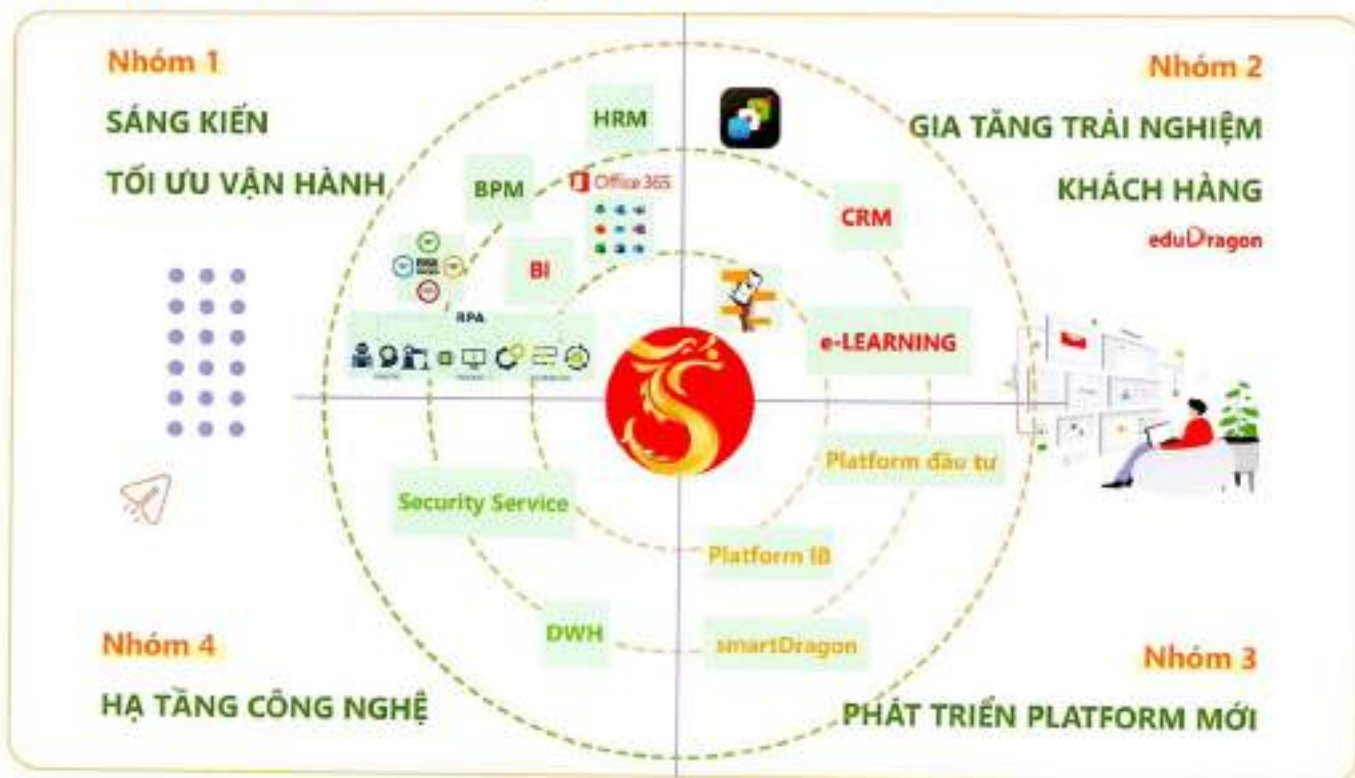 Nhóm 1
SÁNG KIẾN
TỐI ƯU VẬN HÀNH
Nhóm 2
GIA TĂNG TRẢI NGHIỆM
KHÁCH HÀNG
eduDragon
HRM
BPM
Office 365
CRM
BI
RPA
e-LEARNING
Platform đầu tư
Security Service
Platform IB
DWH
smartDragon
Nhóm 4
HẠ TẦNG CÔNG NGHỆ
Nhóm 3
PHÁT TRIỂN PLATFORM MỚI